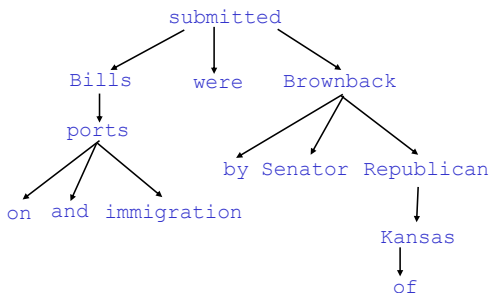 submitted
Bills were Brownback
ports
by Senator Republican
on and immigration
Kansas
of